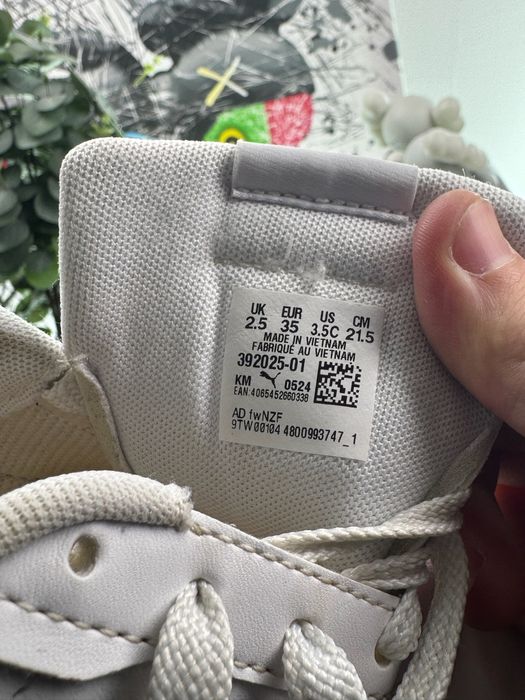 UK EUR US CM
2.5 35 3.5C 21.5
MADE IN VIETNAM
FABRIQUÉ AU VIETNAM
392025-01
KM 0524
EAN:4065452660338
AD fwNZF
9TW00104 4800993747_1